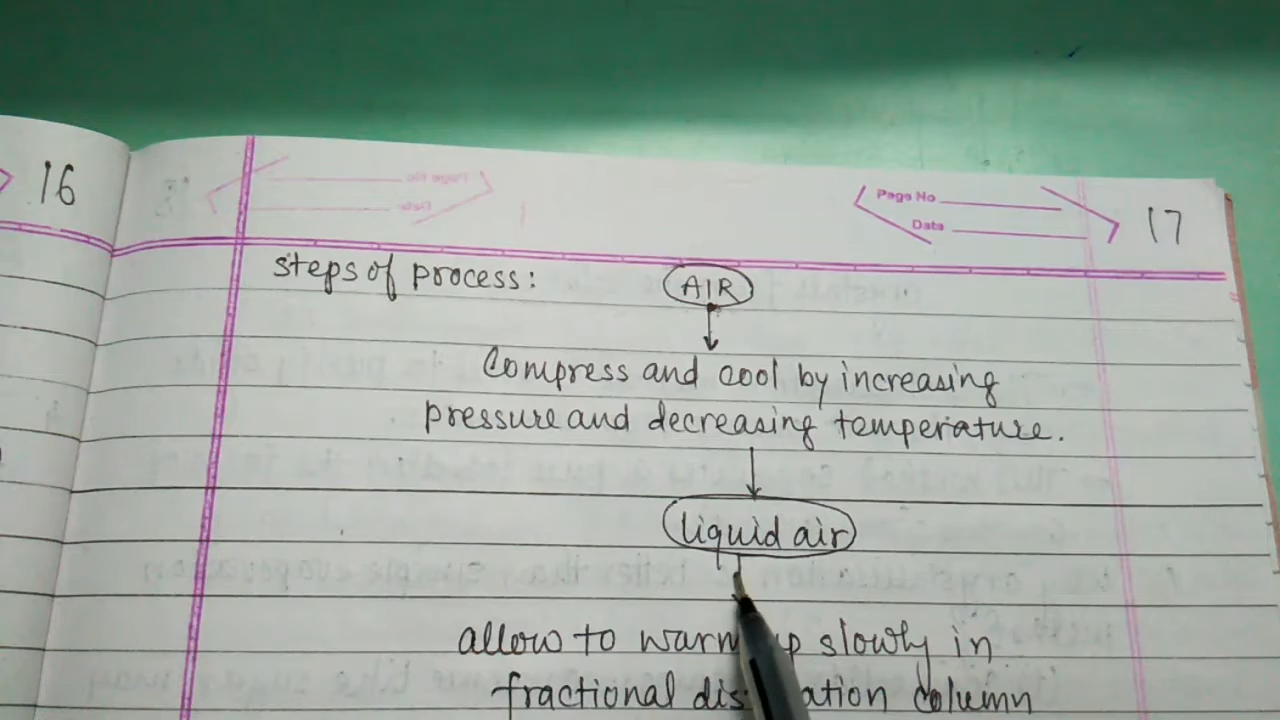 16
Page No
Date
17
steps of process:
AIR
Compress and cool by increasing
pressure and decreasing temperature.
liquid air
allow to warm up slowly in
fractional column